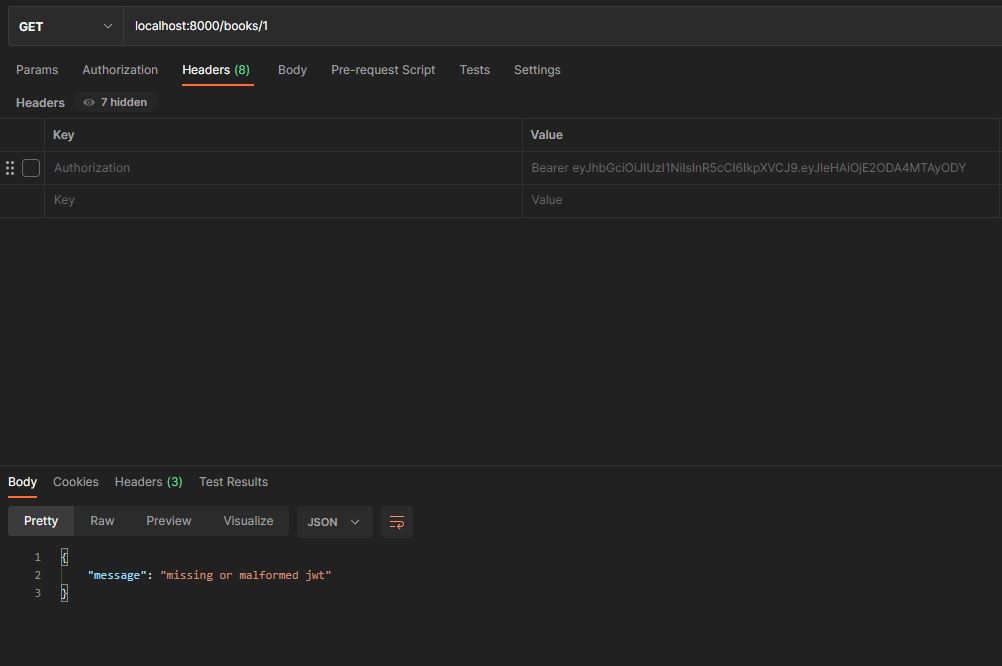 GET localhost:8000/books/1
Params Authorization Headers (8) Body Pre-request Script Tests Settings
Headers 7 hidden
Key Value
Authorization Bearer eyJhbGciOiJIUzI1NiIsInR5cCI6IkpXVCJ9.eyJleHAiOjE2ODA4MTAyODY
Key Value
Body Cookies Headers (3) Test Results
Pretty Raw Preview Visualize JSON
1 {
2 "message": "missing or malformed jwt"
3 }